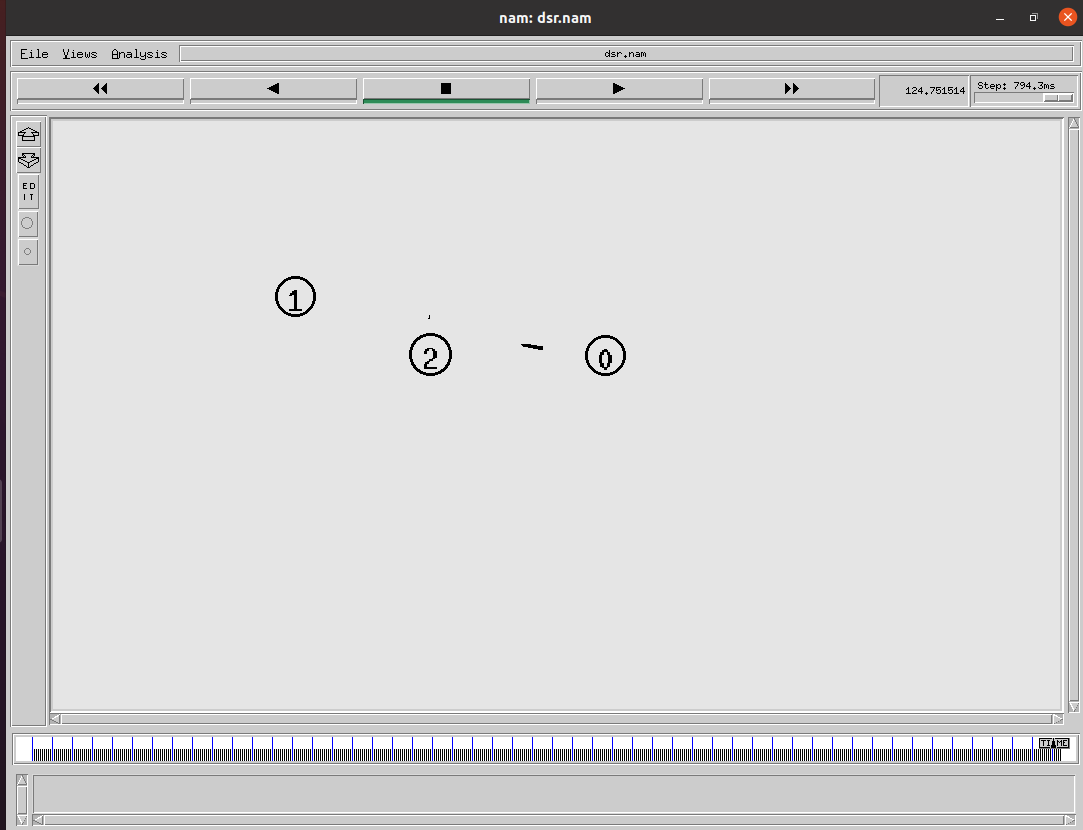 nam: dsr.nam
File Views Analysis dsr.nam
124.751514 Step: 794.3ms
ED
IT
1
2
0
TIME